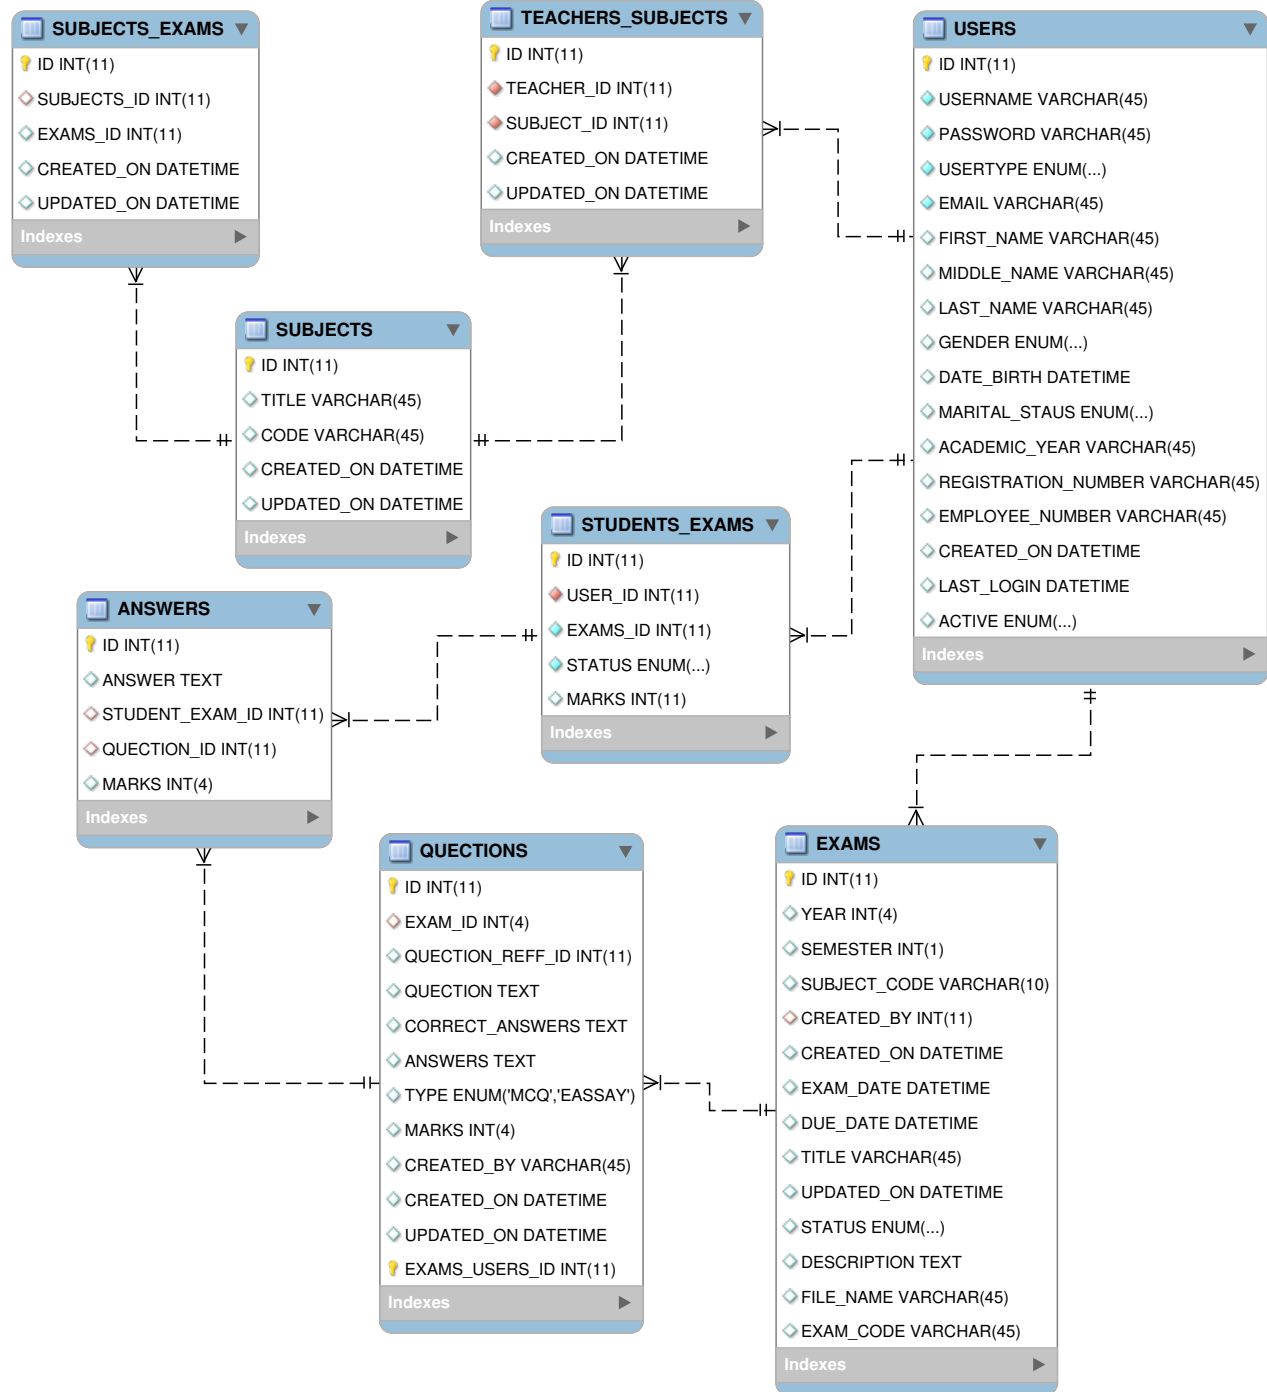 SUBJECTS_EXAMS
ID INT(11)
SUBJECTS_ID INT(11)
EXAMS_ID INT(11)
CREATED_ON DATETIME
UPDATED_ON DATETIME
Indexes
TEACHERS_SUBJECTS
ID INT(11)
TEACHER_ID INT(11)
SUBJECT_ID INT(11)
CREATED_ON DATETIME
UPDATED_ON DATETIME
Indexes
USERS
ID INT(11)
USERNAME VARCHAR(45)
PASSWORD VARCHAR(45)
USERTYPE ENUM(...)
EMAIL VARCHAR(45)
FIRST_NAME VARCHAR(45)
MIDDLE_NAME VARCHAR(45)
LAST_NAME VARCHAR(45)
GENDER ENUM(...)
DATE_BIRTH DATETIME
MARITAL_STAUS ENUM(...)
ACADEMIC_YEAR VARCHAR(45)
REGISTRATION_NUMBER VARCHAR(45)
EMPLOYEE_NUMBER VARCHAR(45)
CREATED_ON DATETIME
LAST_LOGIN DATETIME
ACTIVE ENUM(...)
Indexes
SUBJECTS
ID INT(11)
TITLE VARCHAR(45)
CODE VARCHAR(45)
CREATED_ON DATETIME
UPDATED_ON DATETIME
Indexes
STUDENTS_EXAMS
ID INT(11)
USER_ID INT(11)
EXAMS_ID INT(11)
STATUS ENUM(...)
MARKS INT(11)
Indexes
ANSWERS
ID INT(11)
ANSWER TEXT
STUDENT_EXAM_ID INT(11)
QUECTION_ID INT(11)
MARKS INT(4)
Indexes
QUECTIONS
ID INT(11)
EXAM_ID INT(4)
QUECTION_REFF_ID INT(11)
QUECTION TEXT
CORRECT_ANSWERS TEXT
ANSWERS TEXT
TYPE ENUM('MCQ','EASSAY')
MARKS INT(4)
CREATED_BY VARCHAR(45)
CREATED_ON DATETIME
UPDATED_ON DATETIME
EXAMS_USERS_ID INT(11)
Indexes
EXAMS
ID INT(11)
YEAR INT(4)
SEMESTER INT(1)
SUBJECT_CODE VARCHAR(10)
CREATED_BY INT(11)
CREATED_ON DATETIME
EXAM_DATE DATETIME
DUE_DATE DATETIME
TITLE VARCHAR(45)
UPDATED_ON DATETIME
STATUS ENUM(...)
DESCRIPTION TEXT
FILE_NAME VARCHAR(45)
EXAM_CODE VARCHAR(45)
Indexes